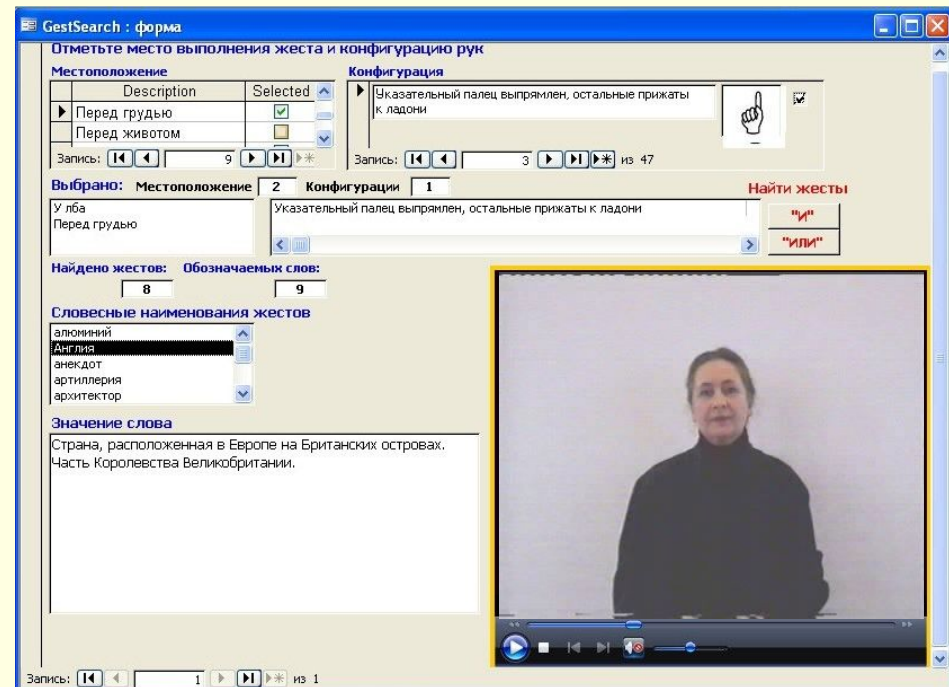 GestSearch : форма
Отметьте место выполнения жеста и конфигурацию рук
Местоположение
Конфигурация
Description Selected
Перед грудью
Перед животом
Указательный палец выпрямлен, остальные прижаты
к ладони
Запись: 9
Запись: 3 из 47
Выбрано: Местоположение 2 Конфигурации 1
Найти жесты
У лба
Перед грудью
Указательный палец выпрямлен, остальные прижаты к ладони
"И"
"ИЛИ"
Найдено жестов: Обозначаемых слов:
8 9
Словесные наименования жестов
алюминий
Англия
анекдот
артиллерия
архитектор
Значение слова
Страна, расположенная в Европе на Британских островах.
Часть Королевства Великобритании.
Запись: 1 из 1